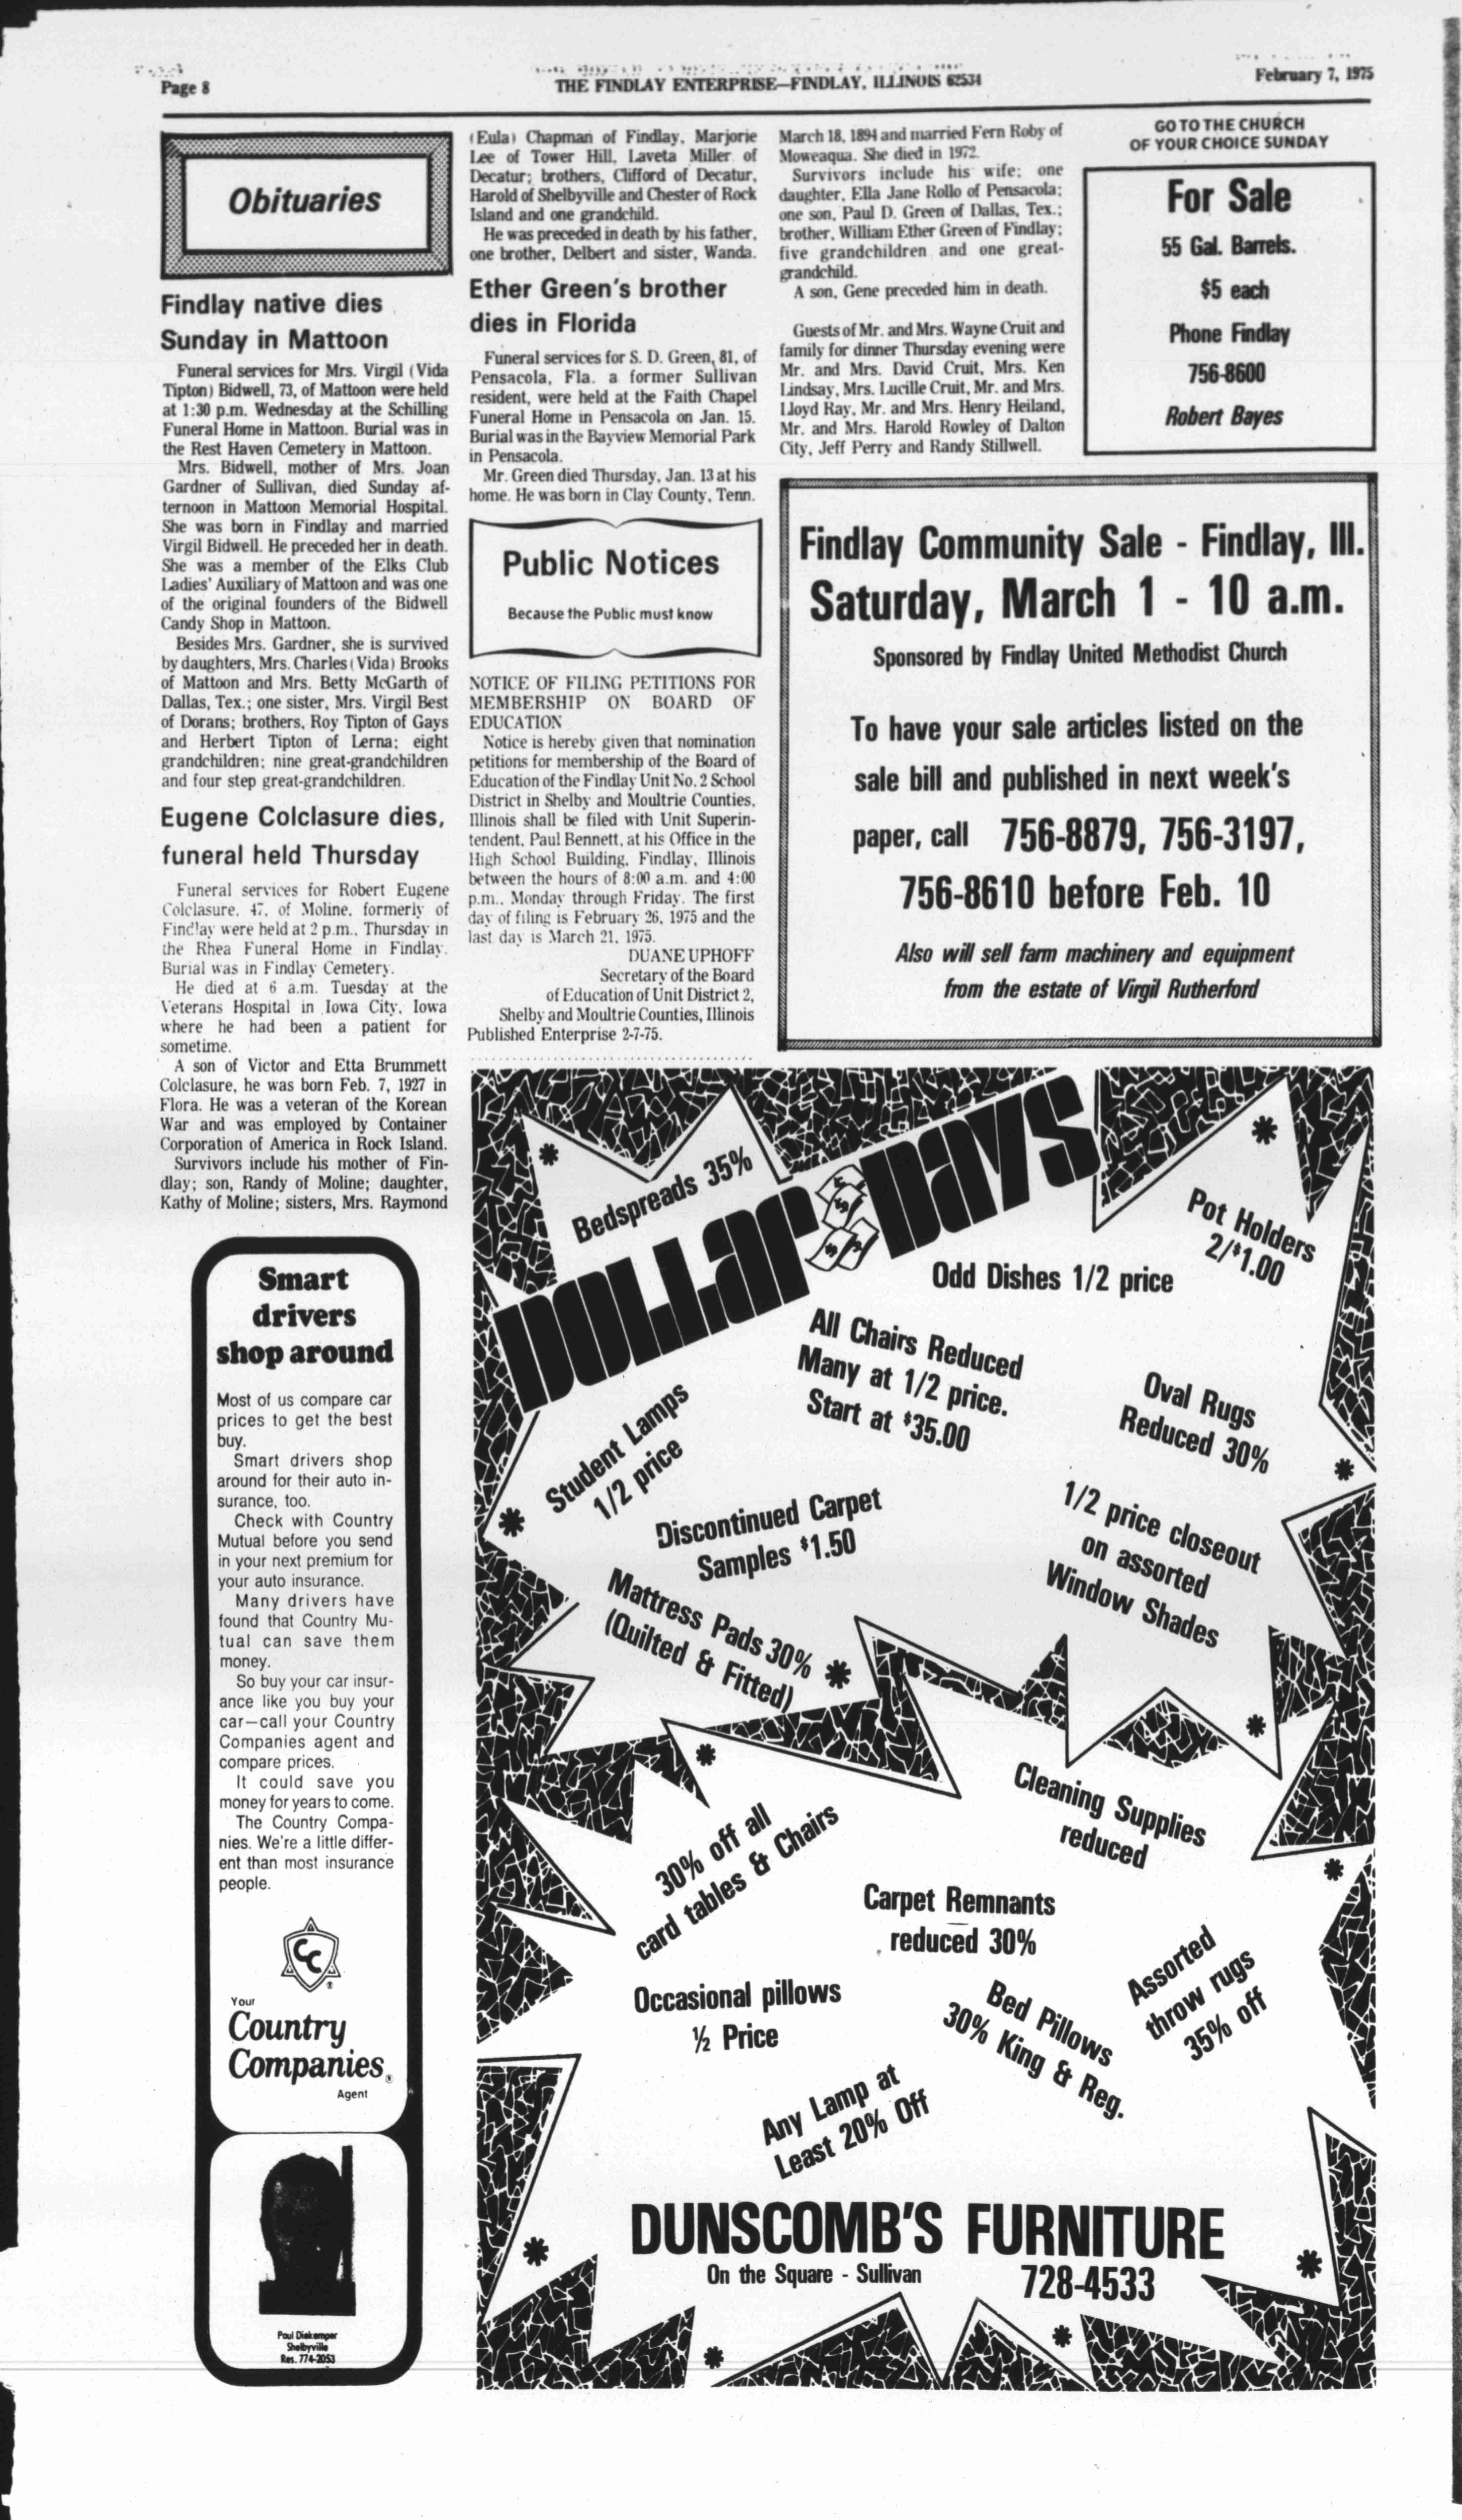 Page 8
THE FINDLAY ENTERPRISE—FINDLAY, ILLINOIS 62534
February 7, 1975
Obituaries
Findlay native dies
Sunday in Mattoon
Funeral services for Mrs. Virgil (Vida
Tipton) Bidwell, 73, of Mattoon were held
at 1:30 p.m. Wednesday at the Schilling
Funeral Home in Mattoon. Burial was in
the Rest Haven Cemetery in Mattoon.
Mrs. Bidwell, mother of Mrs. Joan
Gardner of Sullivan, died Sunday af-
ternoon in Mattoon Memorial Hospital.
She was born in Findlay and married
Virgil Bidwell. He preceded her in death.
She was a member of the Elks Club
Ladies' Auxiliary of Mattoon and was one
of the original founders of the Bidwell
Candy Shop in Mattoon.
Besides Mrs. Gardner, she is survived
by daughters, Mrs. Charles (Vida) Brooks
of Mattoon and Mrs. Betty McGarth of
Dallas, Tex.; one sister, Mrs. Virgil Best
of Dorans; brothers, Roy Tipton of Gays
and Herbert Tipton of Lerna; eight
grandchildren; nine great-grandchildren
and four step great-grandchildren.
Eugene Colclasure dies,
funeral held Thursday
Funeral services for Robert Eugene
Colclasure, 47, of Moline, formerly of
Findlay were held at 2 p.m., Thursday in
the Rhea Funeral Home in Findlay.
Burial was in Findlay Cemetery.
He died at 6 a.m. Tuesday at the
Veterans Hospital in Iowa City, Iowa
where he had been a patient for
sometime.
A son of Victor and Etta Brummett
Colclasure, he was born Feb. 7, 1927 in
Flora. He was a veteran of the Korean
War and was employed by Container
Corporation of America in Rock Island.
Survivors include his mother of Fin-
dlay; son, Randy of Moline; daughter,
Kathy of Moline; sisters, Mrs. Raymond
(Eula) Chapman of Findlay, Marjorie
Lee of Tower Hill, Laveta Miller of
Decatur; brothers, Clifford of Decatur,
Harold of Shelbyville and Chester of Rock
Island and one grandchild.
He was preceded in death by his father,
one brother, Delbert and sister, Wanda.
Ether Green's brother
dies in Florida
Funeral services for S. D. Green, 81, of
Pensacola, Fla. a former Sullivan
resident, were held at the Faith Chapel
Funeral Home in Pensacola on Jan. 15.
Burial was in the Bayview Memorial Park
in Pensacola.
Mr. Green died Thursday, Jan. 13 at his
home. He was born in Clay County, Tenn.
March 18, 1894 and married Fern Roby of
Moweaqua. She died in 1972.
Survivors include his wife; one
daughter, Ella Jane Rollo of Pensacola;
one son, Paul D. Green of Dallas, Tex.;
brother, William Ether Green of Findlay;
five grandchildren and one great-
grandchild.
A son, Gene preceded him in death.
Guests of Mr. and Mrs. Wayne Cruit and
family for dinner Thursday evening were
Mr. and Mrs. David Cruit, Mrs. Ken
Lindsay, Mrs. Lucille Cruit, Mr. and Mrs.
Lloyd Ray, Mr. and Mrs. Henry Heiland,
Mr. and Mrs. Harold Rowley of Dalton
City, Jeff Perry and Randy Stillwell.
GO TO THE CHURCH
OF YOUR CHOICE SUNDAY
For Sale
55 Gal. Barrels.
$5 each
Phone Findlay
756-8600
Robert Bayes
Public Notices
Because the Public must know
NOTICE OF FILING PETITIONS FOR
MEMBERSHIP ON BOARD OF
EDUCATION
Notice is hereby given that nomination
petitions for membership of the Board of
Education of the Findlay Unit No. 2 School
District in Shelby and Moultrie Counties,
Illinois shall be filed with Unit Superin-
tendent, Paul Bennett, at his Office in the
High School Building, Findlay, Illinois
between the hours of 8:00 a.m. and 4:00
p.m., Monday through Friday. The first
day of filing is February 26, 1975 and the
last day is March 21, 1975.
DUANE UPHOFF
Secretary of the Board
of Education of Unit District 2,
Shelby and Moultrie Counties, Illinois
Published Enterprise 2-7-75.
Findlay Community Sale - Findlay, Ill.
Saturday, March 1 - 10 a.m.
Sponsored by Findlay United Methodist Church
To have your sale articles listed on the
sale bill and published in next week's
paper, call 756-8879, 756-3197,
756-8610 before Feb. 10
Also will sell farm machinery and equipment
from the estate of Virgil Rutherford
Smart
drivers
shop around
Most of us compare car
prices to get the best
buy.
Smart drivers shop
around for their auto in-
surance, too.
Check with Country
Mutual before you send
in your next premium for
your auto insurance.
Many drivers have
found that Country Mu-
tual can save them
money.
So buy your car insur-
ance like you buy your
car—call your Country
Companies agent and
compare prices.
It could save you
money for years to come.
The Country Compa-
nies. We're a little differ-
ent than most insurance
people.
CC
®
Your
Country
Companies®
Agent
Paul Diekemper
Shelbyville
Res. 774-2053
Dollar Days
Bedspreads 35%
Pot Holders
2/$1.00
Odd Dishes 1/2 price
All Chairs Reduced
Many at 1/2 price.
Start at $35.00
Oval Rugs
Reduced 30%
Student Lamps
1/2 price
Discontinued Carpet
Samples $1.50
1/2 price closeout
on assorted
Window Shades
Mattress Pads 30%
(Quilted & Fitted)
Cleaning Supplies
reduced
30% off all
card tables & Chairs
Carpet Remnants
reduced 30%
Assorted
throw rugs
35% off
Occasional pillows
½ Price
Bed Pillows
30% King & Reg.
Any Lamp at
Least 20% Off
DUNSCOMB'S FURNITURE
On the Square - Sullivan
728-4533